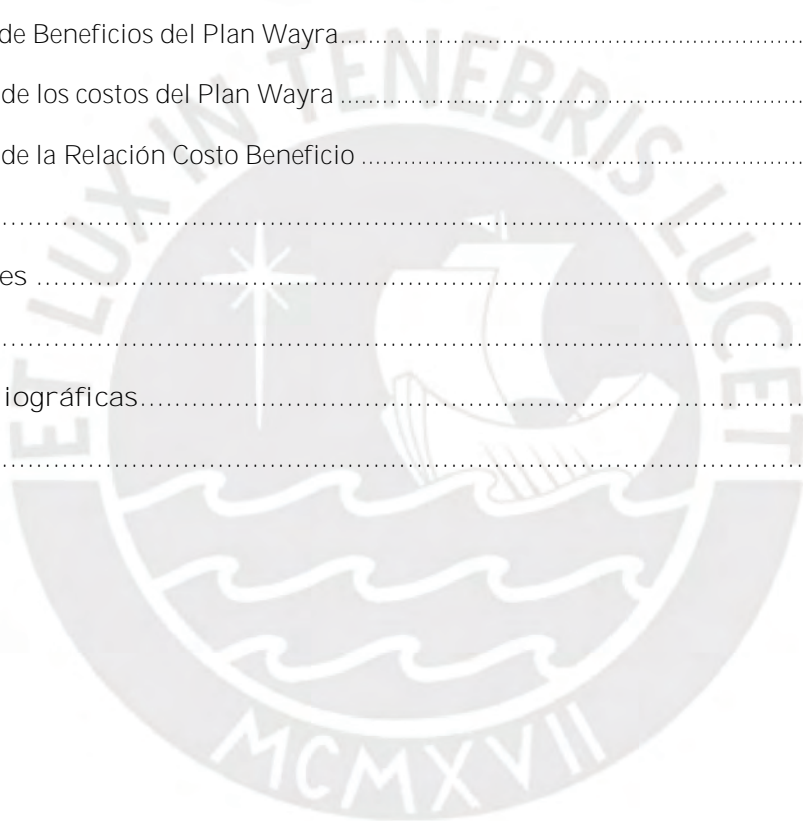 de Beneficios del Plan Wayra................................................................................
de los costos del Plan Wayra ................................................................................
de la Relación Costo Beneficio .............................................................................
................................................................................................................
es ...........................................................................................................
................................................................................................................
iográficas...................................................................................................
................................................................................................................
ET LUX IN TENEBRIS LUCET
MCMXVII